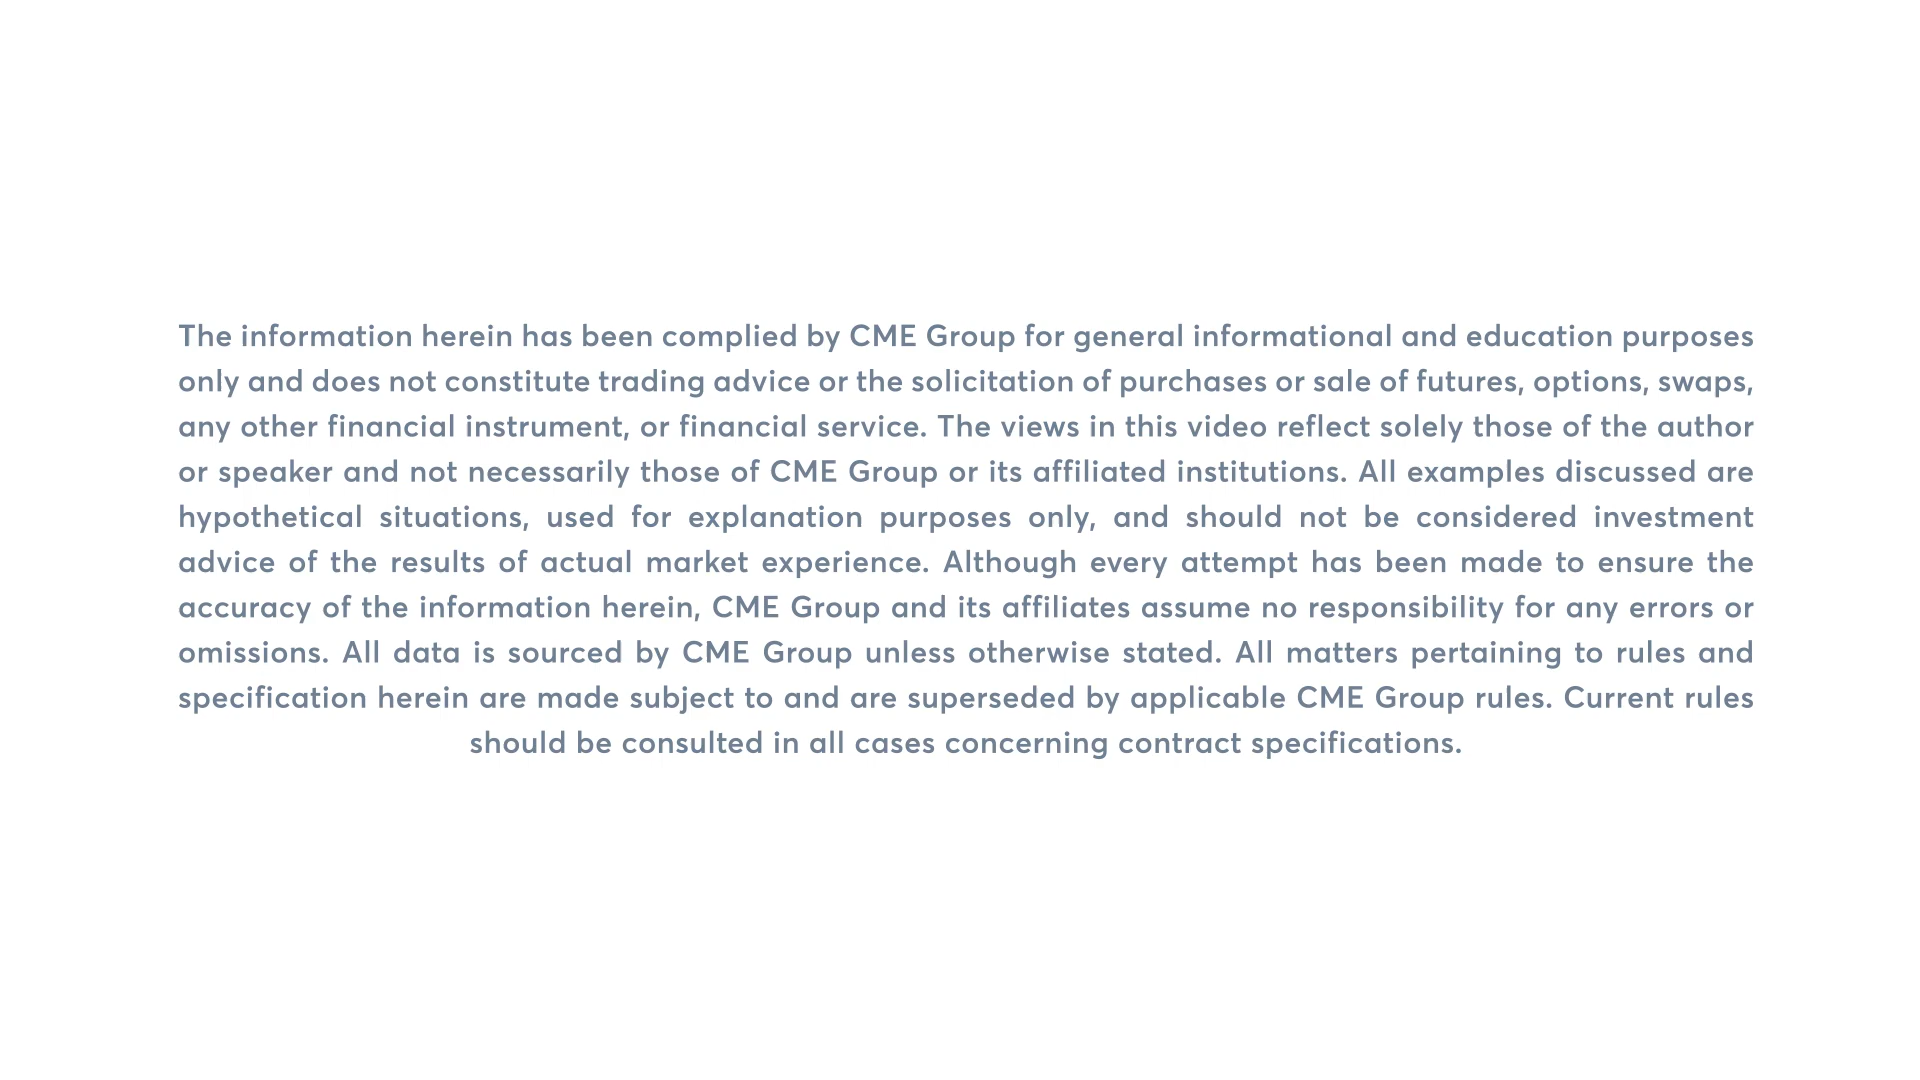 The information herein has been complied by CME Group for general informational and education purposes
only and does not constitute trading advice or the solicitation of purchases or sale of futures, options, swaps,
any other financial instrument, or financial service. The views in this video reflect solely those of the author
or speaker and not necessarily those of CME Group or its affiliated institutions. All examples discussed are
hypothetical situations, used for explanation purposes only, and should not be considered investment
advice of the results of actual market experience. Although every attempt has been made to ensure the
accuracy of the information herein, CME Group and its affiliates assume no responsibility for any errors or
omissions. All data is sourced by CME Group unless otherwise stated. All matters pertaining to rules and
specification herein are made subject to and are superseded by applicable CME Group rules. Current rules
should be consulted in all cases concerning contract specifications.